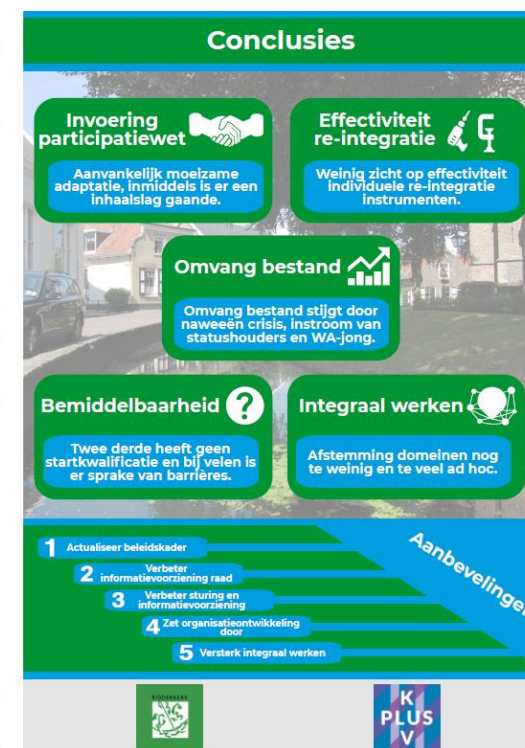 Conclusies
Invoering
participatiewet
Aanvankelijk moeizame
adaptatie, inmiddels is er een
inhaalslag gaande.
Effectiviteit
re-integratie
Weinig zicht op effectiviteit
individuele re-integratie
instrumenten.
Omvang bestand
Omvang bestand stijgt door
naweeën crisis, instroom van
statushouders en WA-jong.
Bemiddelbaarheid ?
Twee derde heeft geen
startkwalificatie en bij velen is
er sprake van barrières.
Integraal werken
Afstemming domeinen nog
te weinig en te veel ad hoc.
Aanbevelingen
1 Actualiseer beleidskader
2 Verbeter
informatievoorziening raad
3 Verbeter sturing en
informatievoorziening
4 Zet organisatieontwikkeling
door
5 Versterk integraal werken
RIDDERKERK
K
PLUS
V